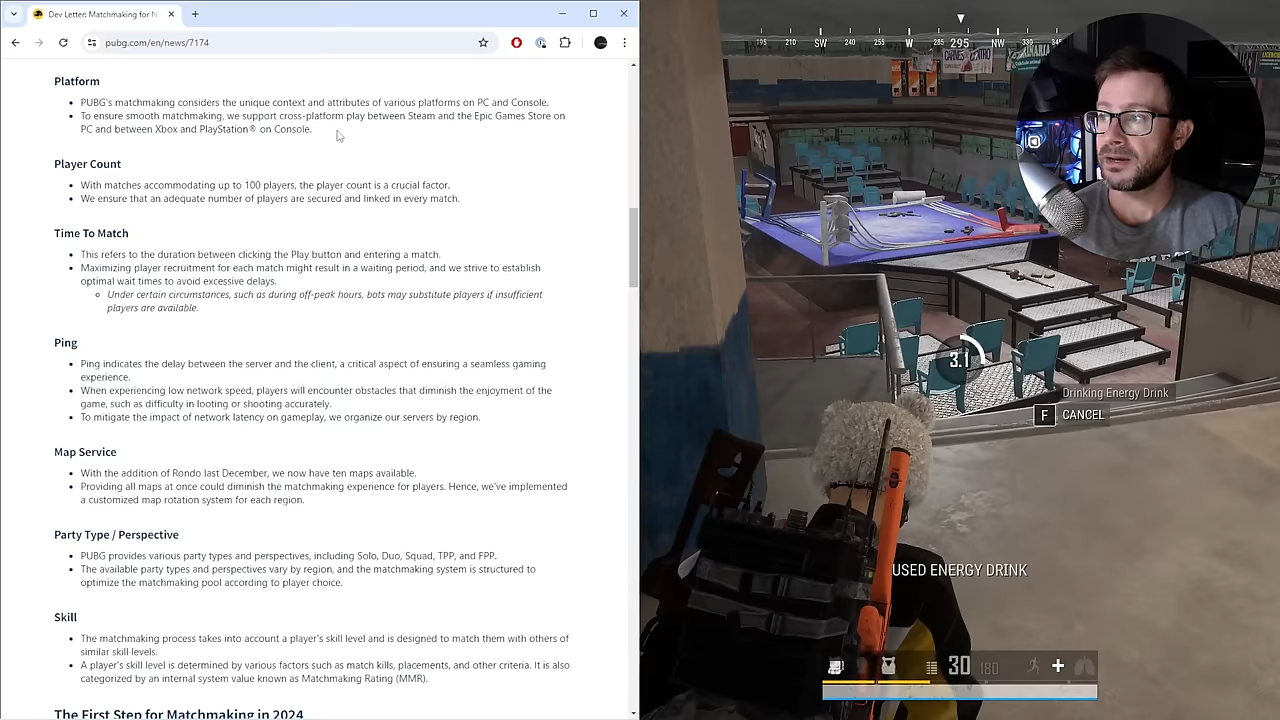 Dev Letter: Matchmaking for N
pubg.com/en/news/7174
Platform
PUBG's matchmaking considers the unique context and attributes of various platforms on PC and Console.
To ensure smooth matchmaking, we support cross-platform play between Steam and the Epic Games Store on
PC and between Xbox and PlayStation® on Console.
Player Count
With matches accommodating up to 100 players, the player count is a crucial factor.
We ensure that an adequate number of players are secured and linked in every match.
Time To Match
This refers to the duration between clicking the Play button and entering a match.
Maximizing player recruitment for each match might result in a waiting period, and we strive to establish
optimal wait times to avoid excessive delays.
Under certain circumstances, such as during off-peak hours, bots may substitute players if insufficient
players are available.
Ping
Ping indicates the delay between the server and the client, a critical aspect of ensuring a seamless gaming
experience.
When experiencing low network speed, players will encounter obstacles that diminish the enjoyment of the
game, such as difficulty in looting or shooting accurately.
To mitigate the impact of network latency on gameplay, we organize our servers by region.
Map Service
With the addition of Rondo last December, we now have ten maps available.
Providing all maps at once could diminish the matchmaking experience for players. Hence, we've implemented
a customized map rotation system for each region.
Party Type / Perspective
PUBG provides various party types and perspectives, including Solo, Duo, Squad, TPP, and FPP.
The available party types and perspectives vary by region, and the matchmaking system is structured to
optimize the matchmaking pool according to player choice.
Skill
The matchmaking process takes into account a player's skill level and is designed to match them with others of
similar skill levels.
A player's skill level is determined by various factors such as match kills, placements, and other criteria. It is also
categorized by an internal system score known as Matchmaking Rating (MMR).
The First Step for Matchmaking in 2024
195 210 SW 240 255 W 285 295 NW 345
3.1
Drinking Energy Drink
F CANCEL
USED ENERGY DRINK
30 180